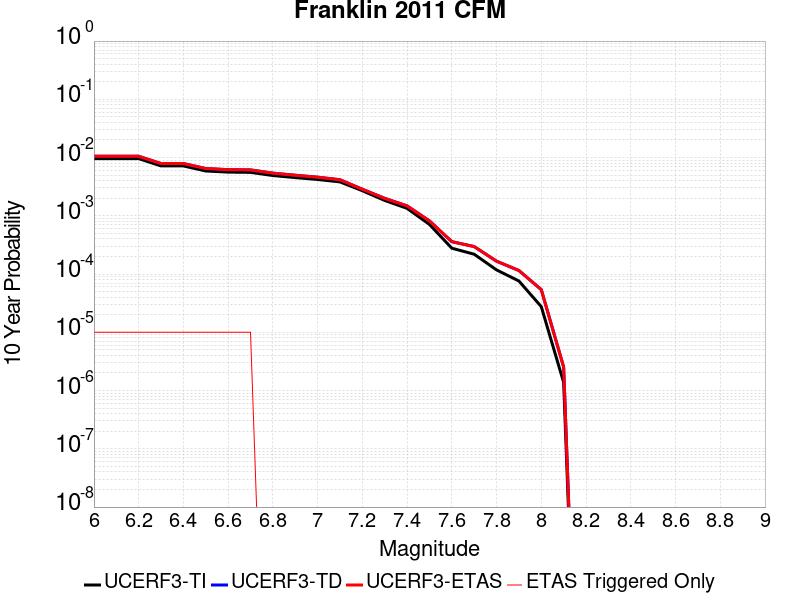 Franklin 2011 CFM
10^0
10^-1
10^-2
10^-3
10^-4
10^-5
10^-6
10^-7
10^-8
10 Year Probability
6 6.2 6.4 6.6 6.8 7 7.2 7.4 7.6 7.8 8 8.2 8.4 8.6 8.8 9
Magnitude
UCERF3-TI UCERF3-TD UCERF3-ETAS ETAS Triggered Only